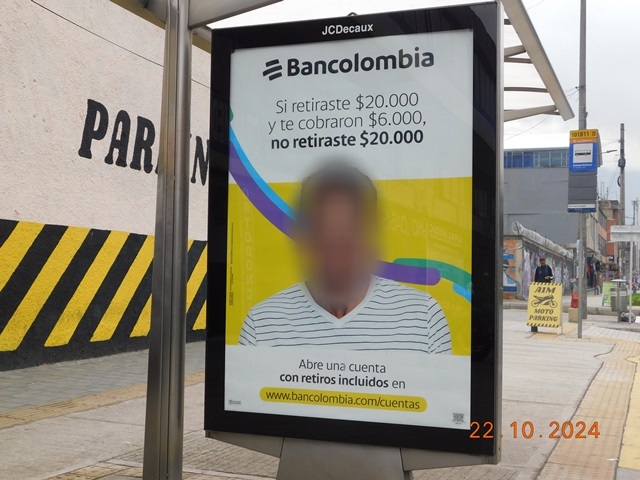 JCDecaux
Bancolombia
Si retiraste $20.000
y te cobraron $6.000,
no retiraste $20.000
Abre una cuenta
con retiros incluidos en
www.bancolombia.com/cuentas
PAR
N
AIM
MOTO
PARKING
22.10.2024